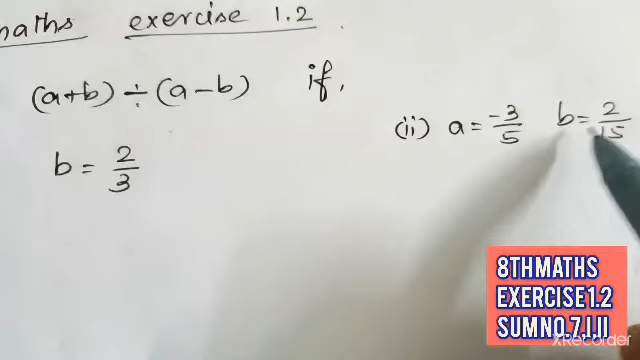 maths exercise 1.2
(a+b) ÷ (a-b) if,
(ii) a = -3/5 b = 2/15
b = 2/3
8THMATHS
EXERCISE1.2
SUMNO.7,I,II
XRecorder